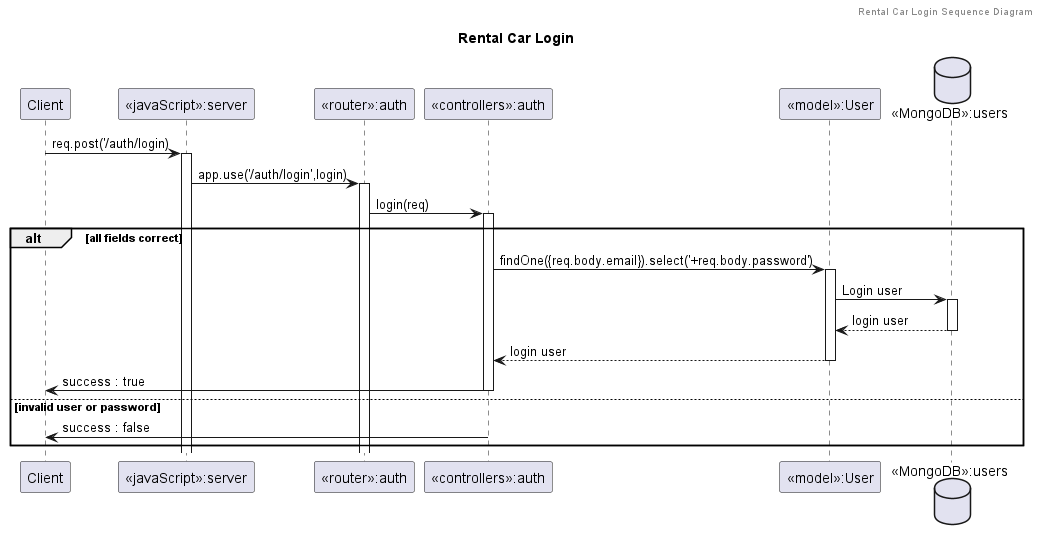 Rental Car Login Sequence Diagram
Rental Car Login
Client
«javaScript»:server
«router»:auth
«controllers»:auth
«model»:User
«MongoDB»:users
req.post('/auth/login)
app.use('/auth/login',login)
login(req)
alt
[all fields correct]
findOne({req.body.email}).select('+req.body.password')
Login user
login user
login user
success : true
[invalid user or password]
success : false
Client
«javaScript»:server
«router»:auth
«controllers»:auth
«model»:User
«MongoDB»:users